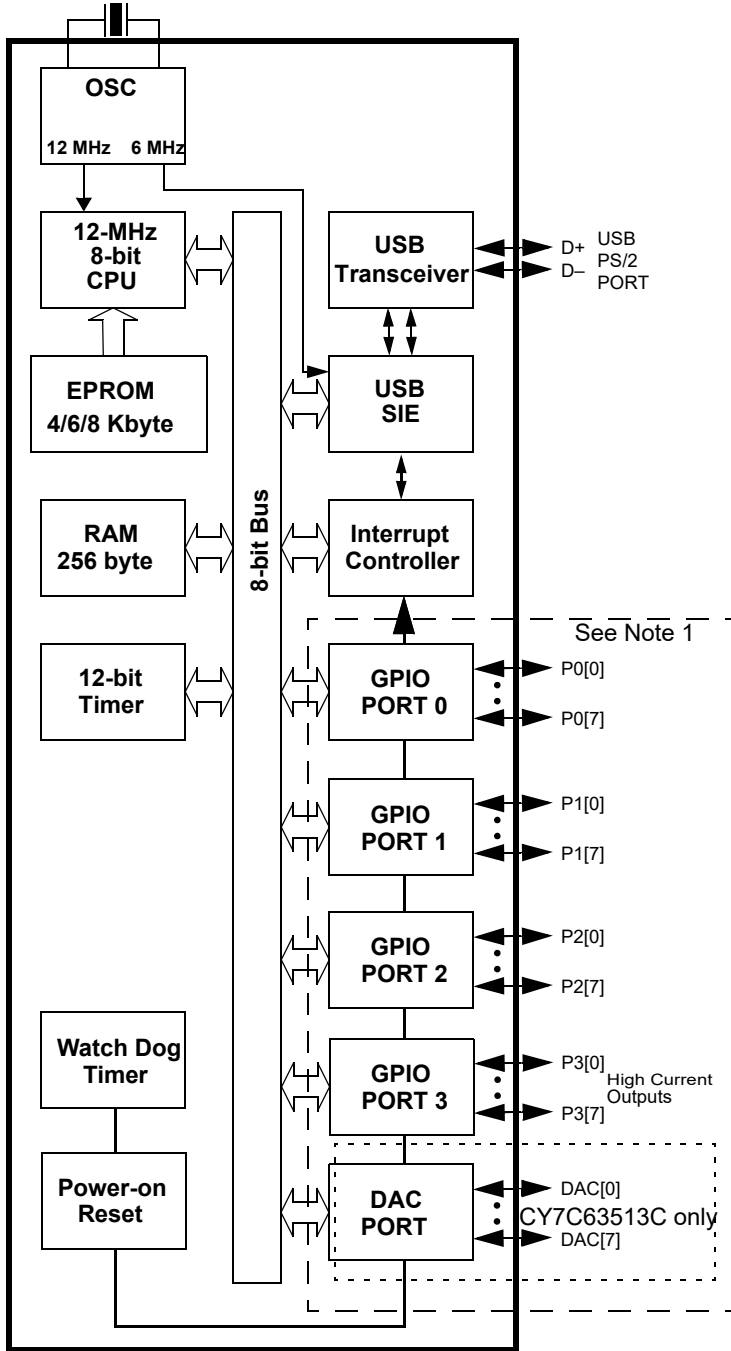 OSC
12 MHz 6 MHz
12-MHz
8-bit
CPU
USB
Transceiver
D+
D–
USB
PS/2
PORT
EPROM
4/6/8 Kbyte
USB
SIE
8-bit Bus
RAM
256 byte
Interrupt
Controller
See Note 1
12-bit
Timer
GPIO
PORT 0
P0[0]
P0[7]
GPIO
PORT 1
P1[0]
P1[7]
GPIO
PORT 2
P2[0]
P2[7]
Watch Dog
Timer
GPIO
PORT 3
P3[0]
High Current
Outputs
P3[7]
Power-on
Reset
DAC
PORT
DAC[0]
CY7C63513C only
DAC[7]